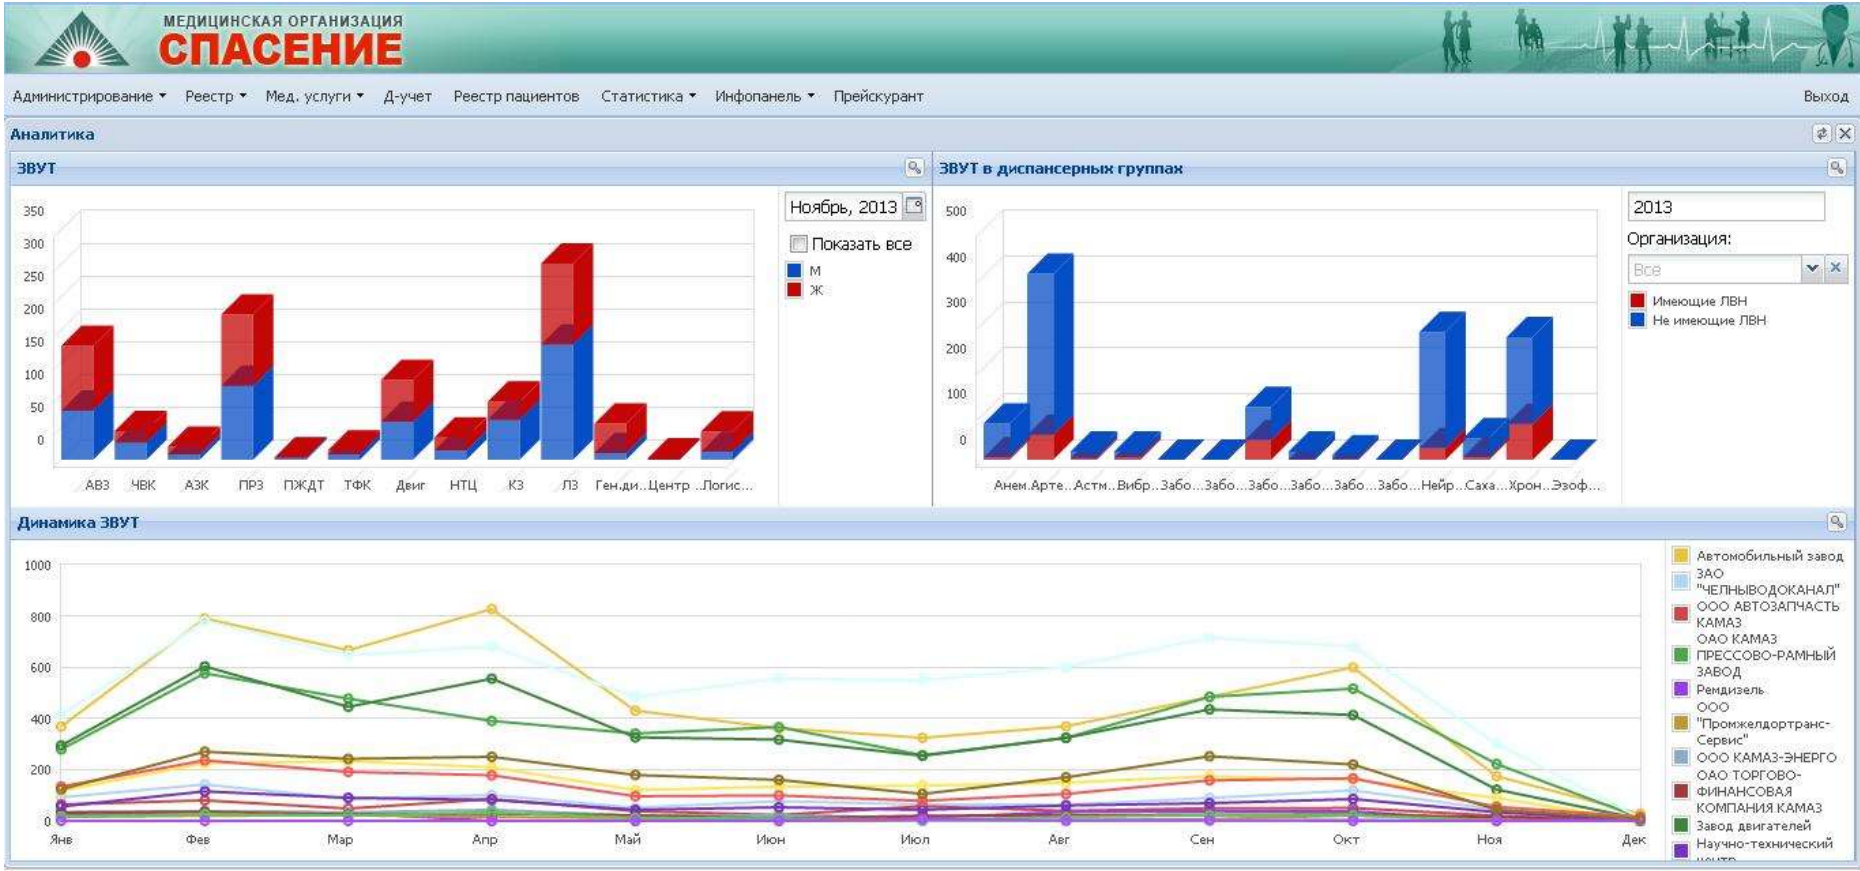 МЕДИЦИНСКАЯ ОРГАНИЗАЦИЯ
СПАСЕНИЕ
Администрирование Реестр Мед. услуги Д-учет Реестр пациентов Статистика Инфопанель Прейскурант Выход
Аналитика
ЗВУТ
350
300
250
200
150
100
50
0
АВЗ ЧВК АЗК ПРЗ ПЖДТ ТФК Двиг НТЦ КЗ ЛЗ Ген.ди... Центр ... Логис...
Ноябрь, 2013
Показать все
М
Ж
ЗВУТ в диспансерных группах
500
400
300
200
100
0
Анем... Арте... Астм... Вибр... Забо... Забо... Забо... Забо... Забо... Забо... Нейр... Саха... Хрон... Эзоф...
2013
Организация:
Все
Имеющие ЛВН
Не имеющие ЛВН
Динамика ЗВУТ
1000
800
600
400
200
0
Янв Фев Мар Апр Май Июн Июл Авг Сен Окт Ноя Дек
Автомобильный завод
ЗАО
"ЧЕЛНЫВОДОКАНАЛ"
ООО АВТОЗАПЧАСТЬ
КАМАЗ
ОАО КАМАЗ
ПРЕССОВО-РАМНЫЙ
ЗАВОД
Ремдизель
ООО
"Промжелдортранс-
Сервис"
ООО КАМАЗ-ЭНЕРГО
ОАО ТОРГОВО-
ФИНАНСОВАЯ
КОМПАНИЯ КАМАЗ
Завод двигателей
Научно-технический